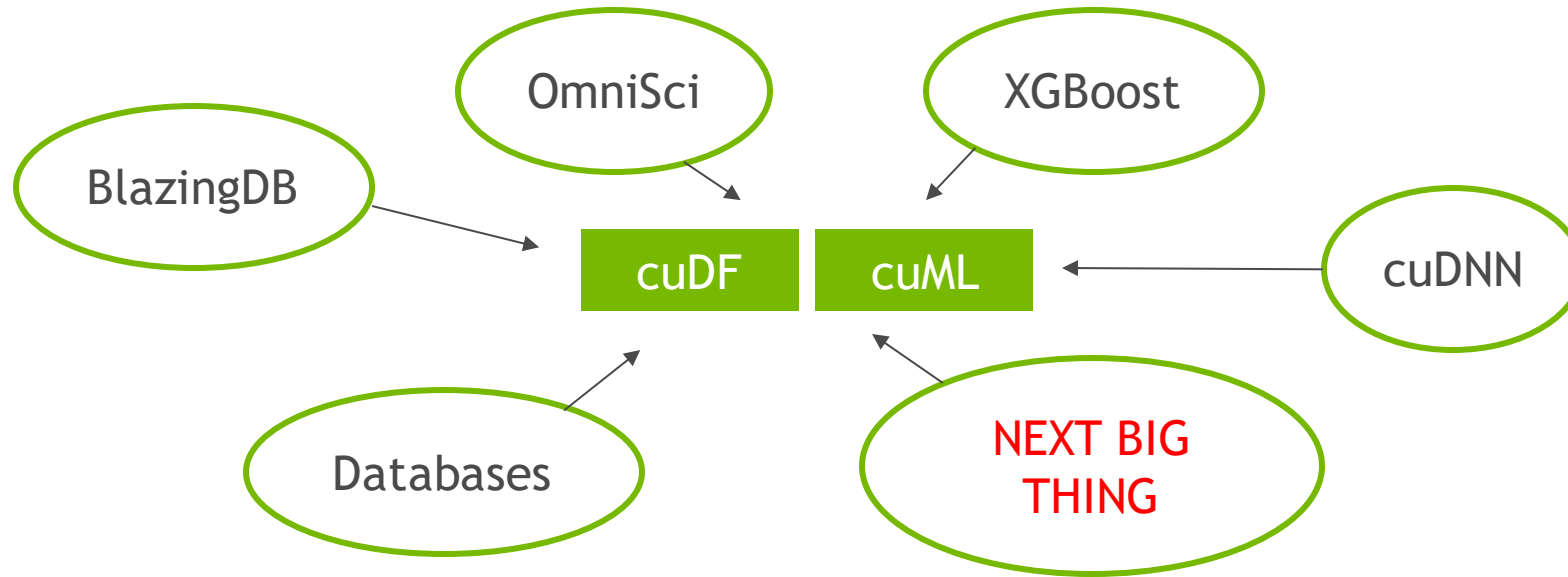 OmniSci
XGBoost
BlazingDB
cuDF
cuML
cuDNN
Databases
NEXT BIG
THING